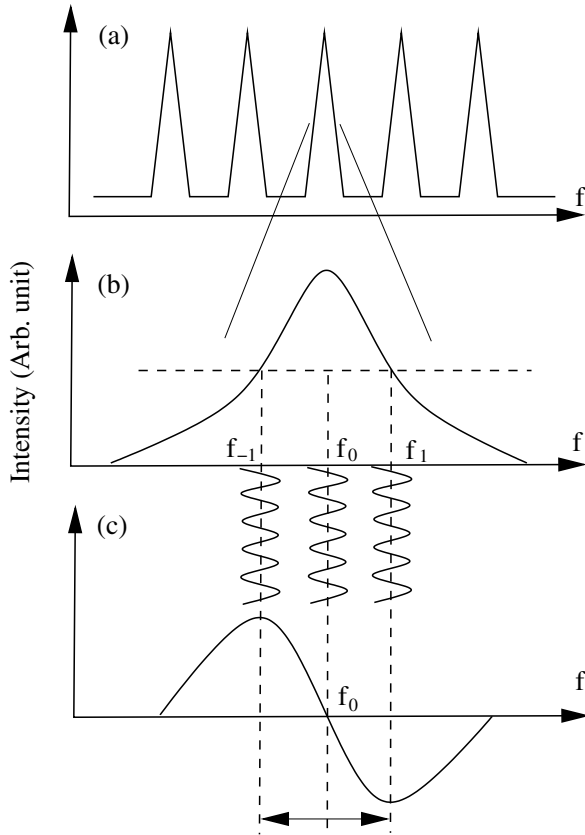 (a)
f
Intensity (Arb. unit)
(b)
f₋₁
f₀
f₁
f
(c)
f
f₀